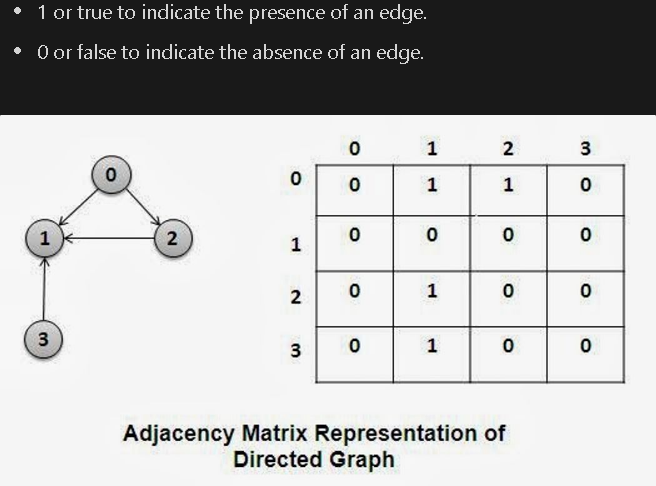 • 1 or true to indicate the presence of an edge.
• 0 or false to indicate the absence of an edge.
0
1
2
3
0 1 2 3
0 0 1 1 0
1 0 0 0 0
2 0 1 0 0
3 0 1 0 0
Adjacency Matrix Representation of
Directed Graph